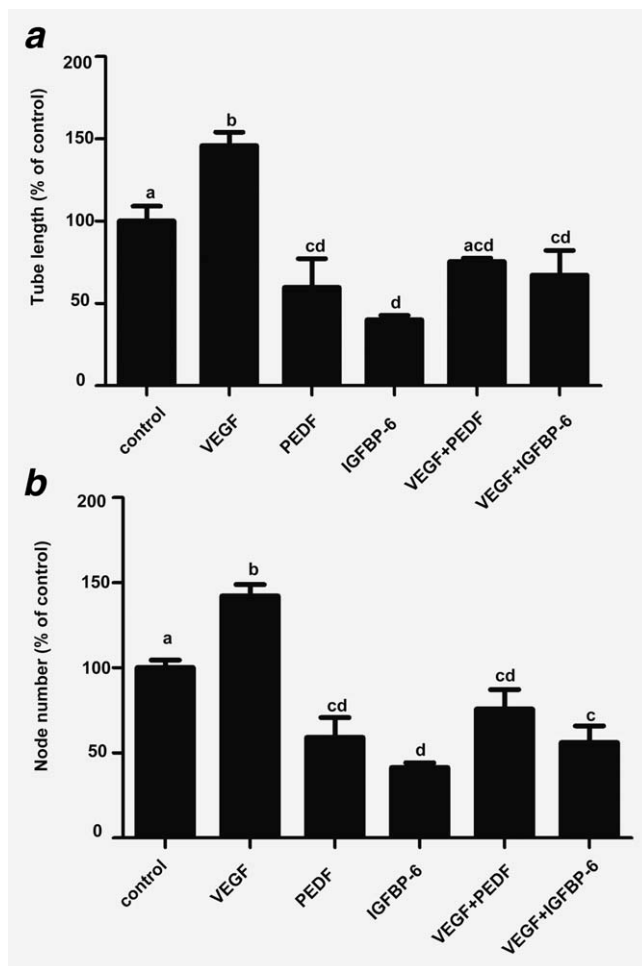 a
Tube length (% of control)
200
150
100
50
0
a
b
cd
d
acd
cd
control
VEGF
PEDF
IGFBP-6
VEGF+PEDF
VEGF+IGFBP-6
b
Node number (% of control)
200
150
100
50
0
a
b
cd
d
cd
c
control
VEGF
PEDF
IGFBP-6
VEGF+PEDF
VEGF+IGFBP-6